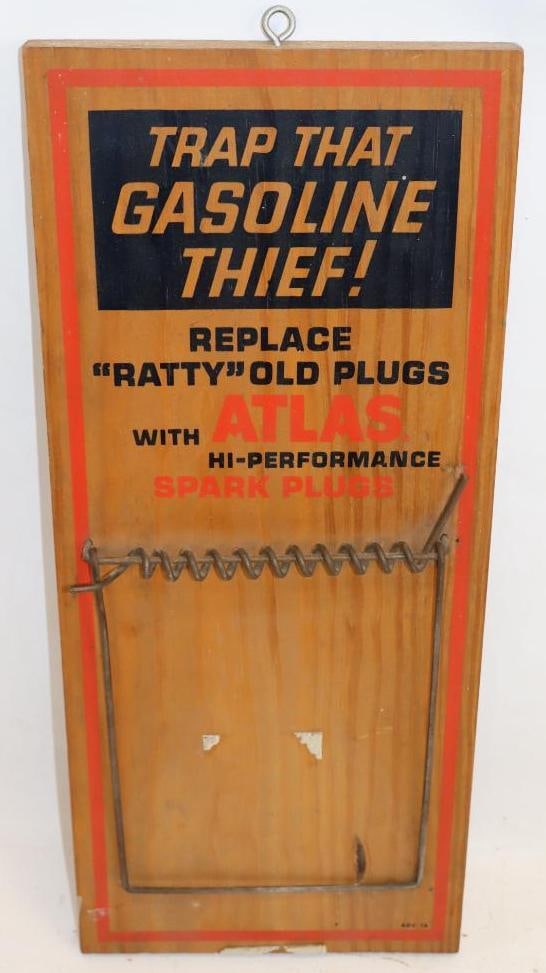 TRAP THAT
GASOLINE
THIEF!
REPLACE
“RATTY” OLD PLUGS
WITH ATLAS
HI-PERFORMANCE
SPARK PLUGS